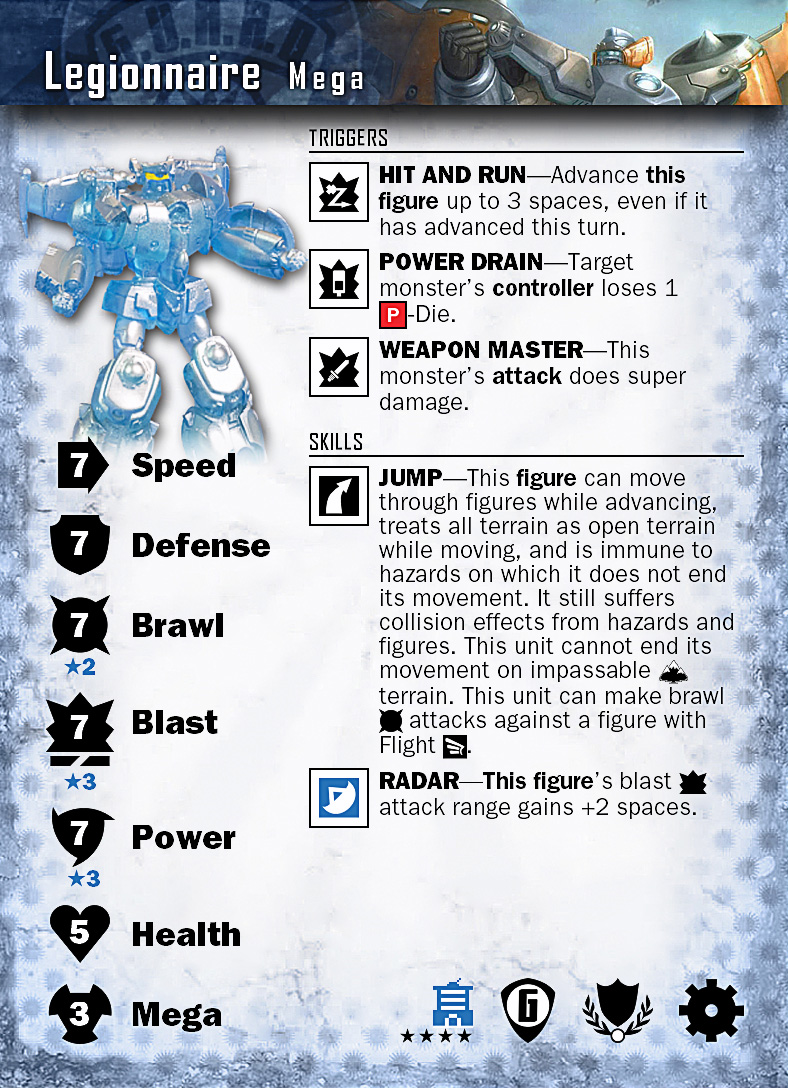 Legionnaire Mega
TRIGGERS
HIT AND RUN—Advance this
figure up to 3 spaces, even if it
has advanced this turn.
POWER DRAIN—Target
monster's controller loses 1
P-Die.
WEAPON MASTER—This
monster's attack does super
damage.
SKILLS
JUMP—This figure can move
through figures while advancing,
treats all terrain as open terrain
while moving, and is immune to
hazards on which it does not end
its movement. It still suffers
collision effects from hazards and
figures. This unit cannot end its
movement on impassable
terrain. This unit can make brawl
attacks against a figure with
Flight .
RADAR—This figure's blast
attack range gains +2 spaces.
7 Speed
7 Defense
7 Brawl
★2
7 Blast
★3
7 Power
★3
5 Health
3 Mega
★★★★
G